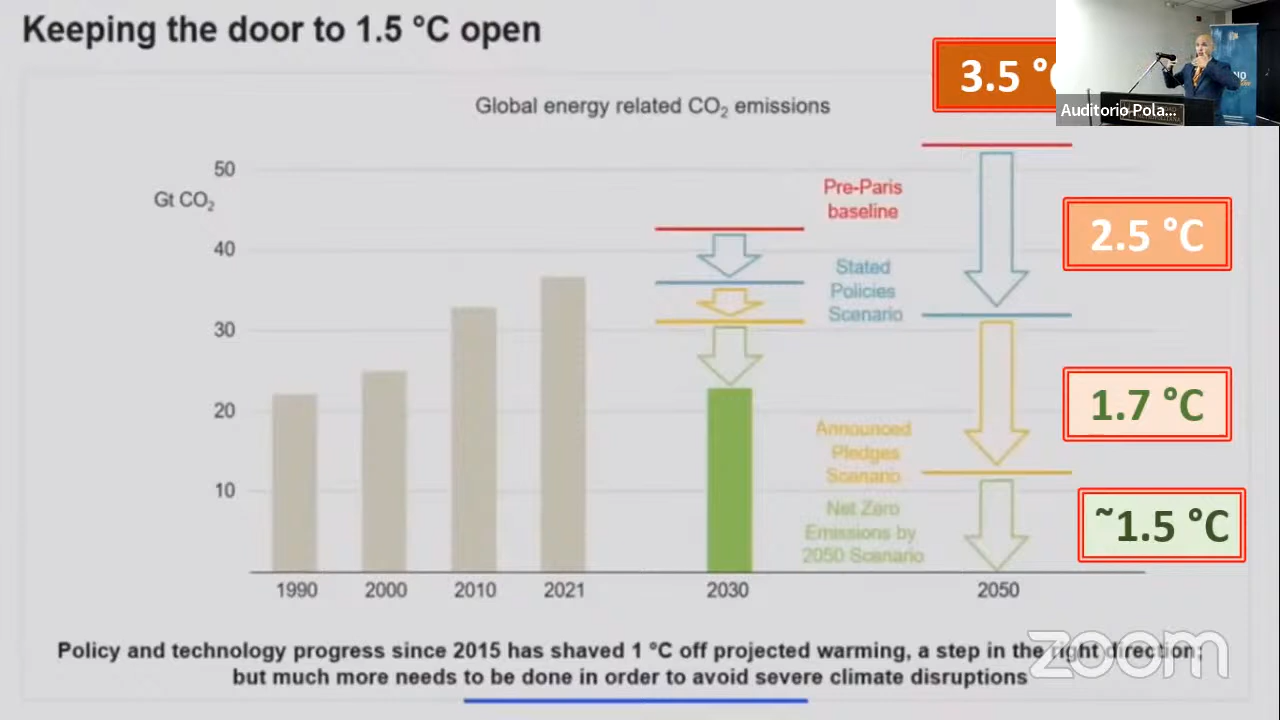 Keeping the door to 1.5 °C open
3.5 °C
Auditorio Pola...
Global energy related CO₂ emissions
50
Gt CO₂
40
30
20
10
Pre-Paris
baseline
Stated
Policies
Scenario
Announced
Pledges
Scenario
Net Zero
Emissions by
2050 Scenario
2.5 °C
1.7 °C
~1.5 °C
1990
2000
2010
2021
2030
2050
Policy and technology progress since 2015 has shaved 1 °C off projected warming, a step in the right direction;
but much more needs to be done in order to avoid severe climate disruptions
zoom